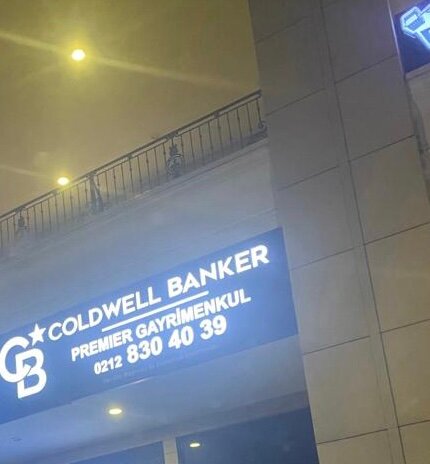 CB
COLDWELL BANKER
PREMIER GAYRİMENKUL
0212 830 40 39